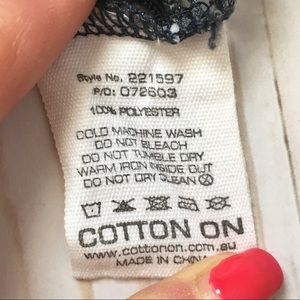 Style No. 221597
P/O: 072603
100% POLYESTER
COLD MACHINE WASH
DO NOT BLEACH
DO NOT TUMBLE DRY
WARM IRON INSIDE OUT
DO NOT DRY CLEAN
COTTON ON
www.cottonon.com.au
MADE IN CHINA